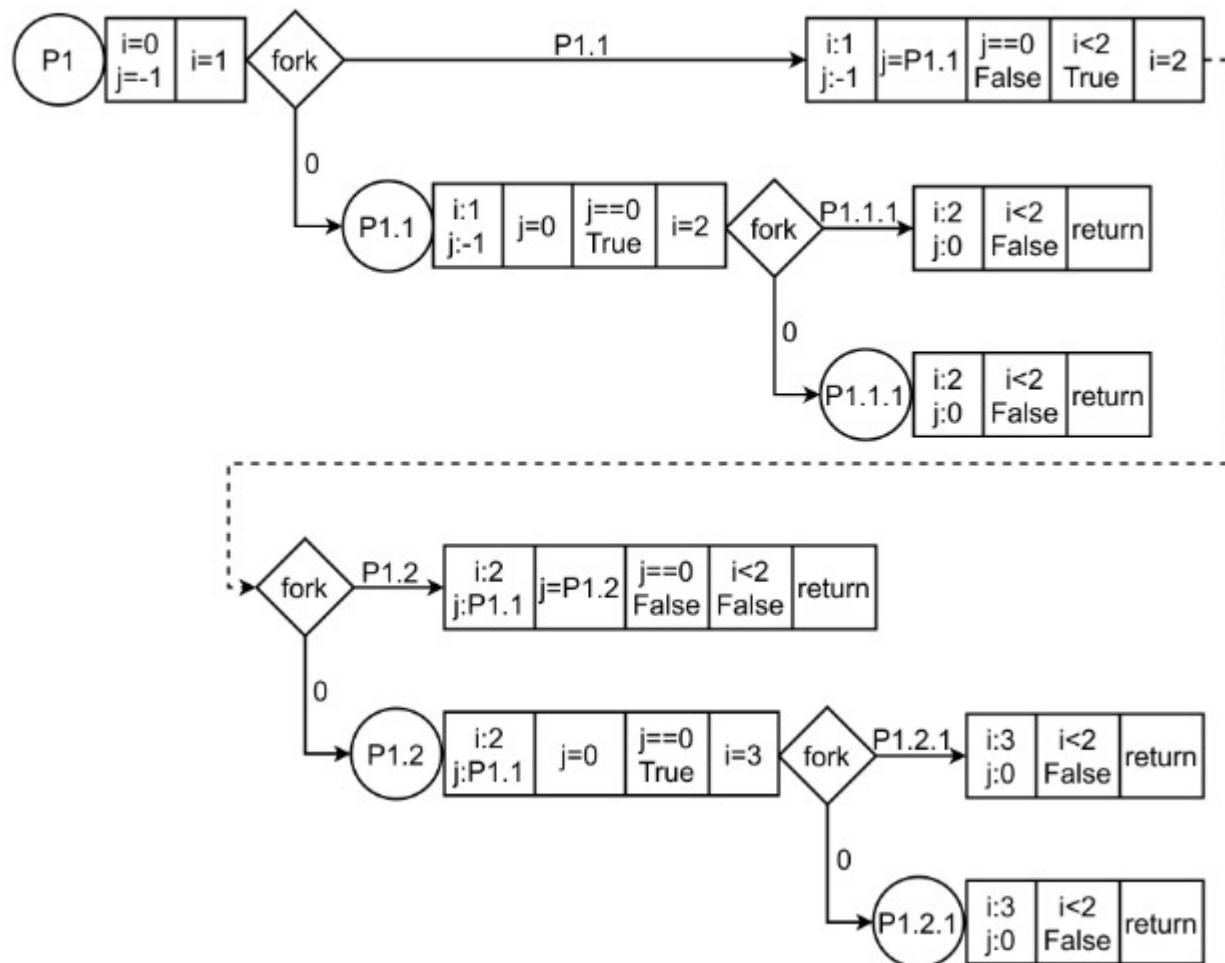 P1
i=0
j=-1
i=1
fork
P1.1
i:1
j:-1
j=P1.1
j==0
False
i<2
True
i=2
0
P1.1
i:1
j:-1
j=0
j==0
True
i=2
fork
P1.1.1
i:2
j:0
i<2
False
return
0
P1.1.1
i:2
j:0
i<2
False
return
fork
P1.2
i:2
j:P1.1
j=P1.2
j==0
False
i<2
False
return
0
P1.2
i:2
j:P1.1
j=0
j==0
True
i=3
fork
P1.2.1
i:3
j:0
i<2
False
return
0
P1.2.1
i:3
j:0
i<2
False
return